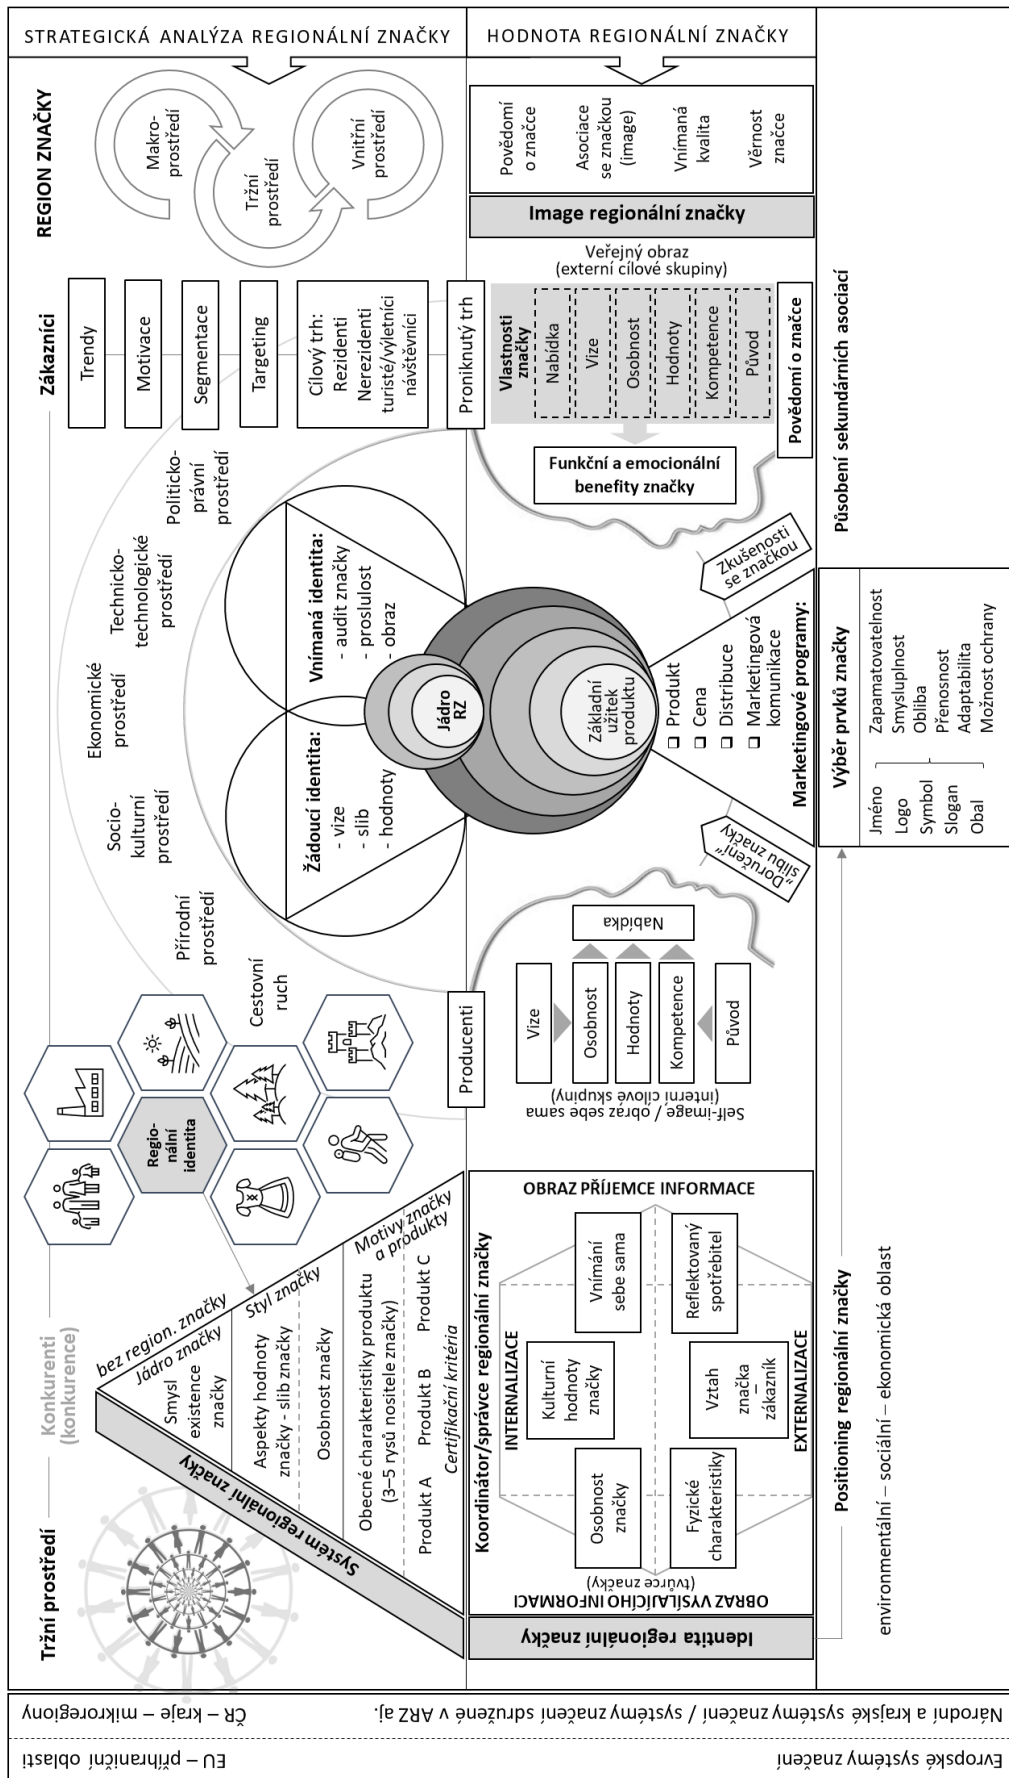 STRATEGICKÁ ANALÝZA REGIONÁLNÍ ZNAČKY
HODNOTA REGIONÁLNÍ ZNAČKY
REGION ZNAČKY
Makro-
prostředí
Tržní
prostředí
Vnitřní
prostředí
Povědomí
o značce
Asociace
se značkou
(image)
Vnímaná
kvalita
Věrnost
značce
Image regionální značky
Veřejný obraz
(externí cílové skupiny)
Zákazníci
Trendy
Motivace
Segmentace
Targeting
Cílový trh:
Rezidenti
Nerezidenti
turisté/výletníci
návštěvníci
Proniknutý trh
Vlastnosti
značky
Nabídka
Vize
Osobnost
Hodnoty
Kompetence
Původ
Povědomí o značce
Funkční a emocionální
benefity značky
Působení sekundárních asociací
Politicko-
právní
prostředí
Technicko-
technologické
prostředí
Ekonomické
prostředí
Socio-
kulturní
prostředí
Přírodní
prostředí
Cestovní
ruch
Vnímaná identita:
- audit značky
- proslulost
- obraz
Žádoucí identita:
- vize
- slib
- hodnoty
Jádro
RZ
Základní
užitek
produktu
Zkušenosti
se značkou
„Doručení“
slibu značky
Marketingové programy:
❑ Produkt
❑ Cena
❑ Distribuce
❑ Marketingová
komunikace
Výběr prvků značky
Jméno
Logo
Symbol
Slogan
Obal
Zapamatovatelnost
Smysluplnost
Obliba
Přenosnost
Adaptabilita
Možnost ochrany
Producenti
Vize
Osobnost
Hodnoty
Kompetence
Původ
Nabídka
Self-image / obraz sebe sama
(interní cílové skupiny)
Regio-
nální
identita
Konkurenti
(konkurence)
Tržní prostředí
bez region. značky
Jádro značky
Smysl
existence
značky
Styl značky
Aspekty hodnoty
značky - slib značky
Osobnost značky
Motivy značky
a produkty
Obecné charakteristiky produktu
(3–5 rysů nositele značky)
Produkt A
Produkt B
Produkt C
Certifikační kritéria
Systém regionální značky
Koordinátor/správce regionální značky
OBRAZ PŘÍJEMCE INFORMACE
INTERNALIZACE
Vnímání
sebe sama
Reflektovaný
spotřebitel
Kulturní
hodnoty
značky
Vztah
značka
–
zákazník
Osobnost
značky
Fyzické
charakteristiky
EXTERNALIZACE
OBRAZ VYSÍLAJÍCÍHO INFORMACI
(tvůrce značky)
Identita regionální značky
Positioning regionální značky
environmentální – sociální – ekonomická oblast
ČR – kraje – mikroregiony
Národní a krajské systémy značení / systémy značení sdružené v ARZ aj.
EU – příhraniční oblasti
Evropské systémy značení